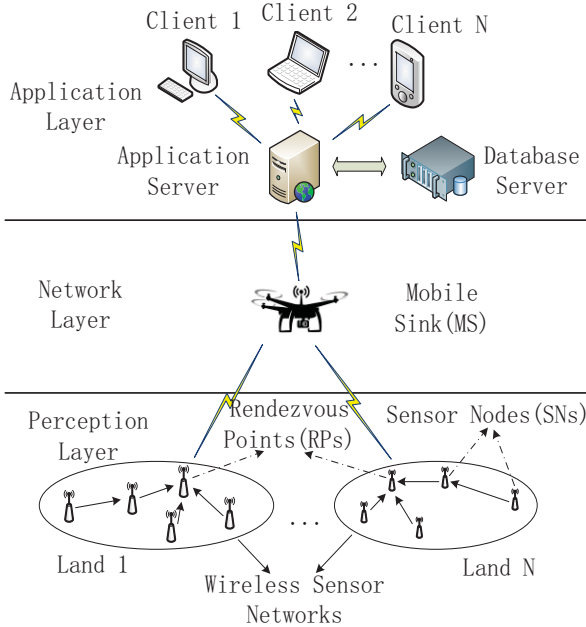 Client 1
Client 2
Client N
...
Application
Layer
Application
Server
Database
Server
Network
Layer
Mobile
Sink(MS)
Perception
Layer
Rendezvous
Points(RPs)
Sensor Nodes(SNs)
...
Land 1
Land N
Wireless Sensor
Networks